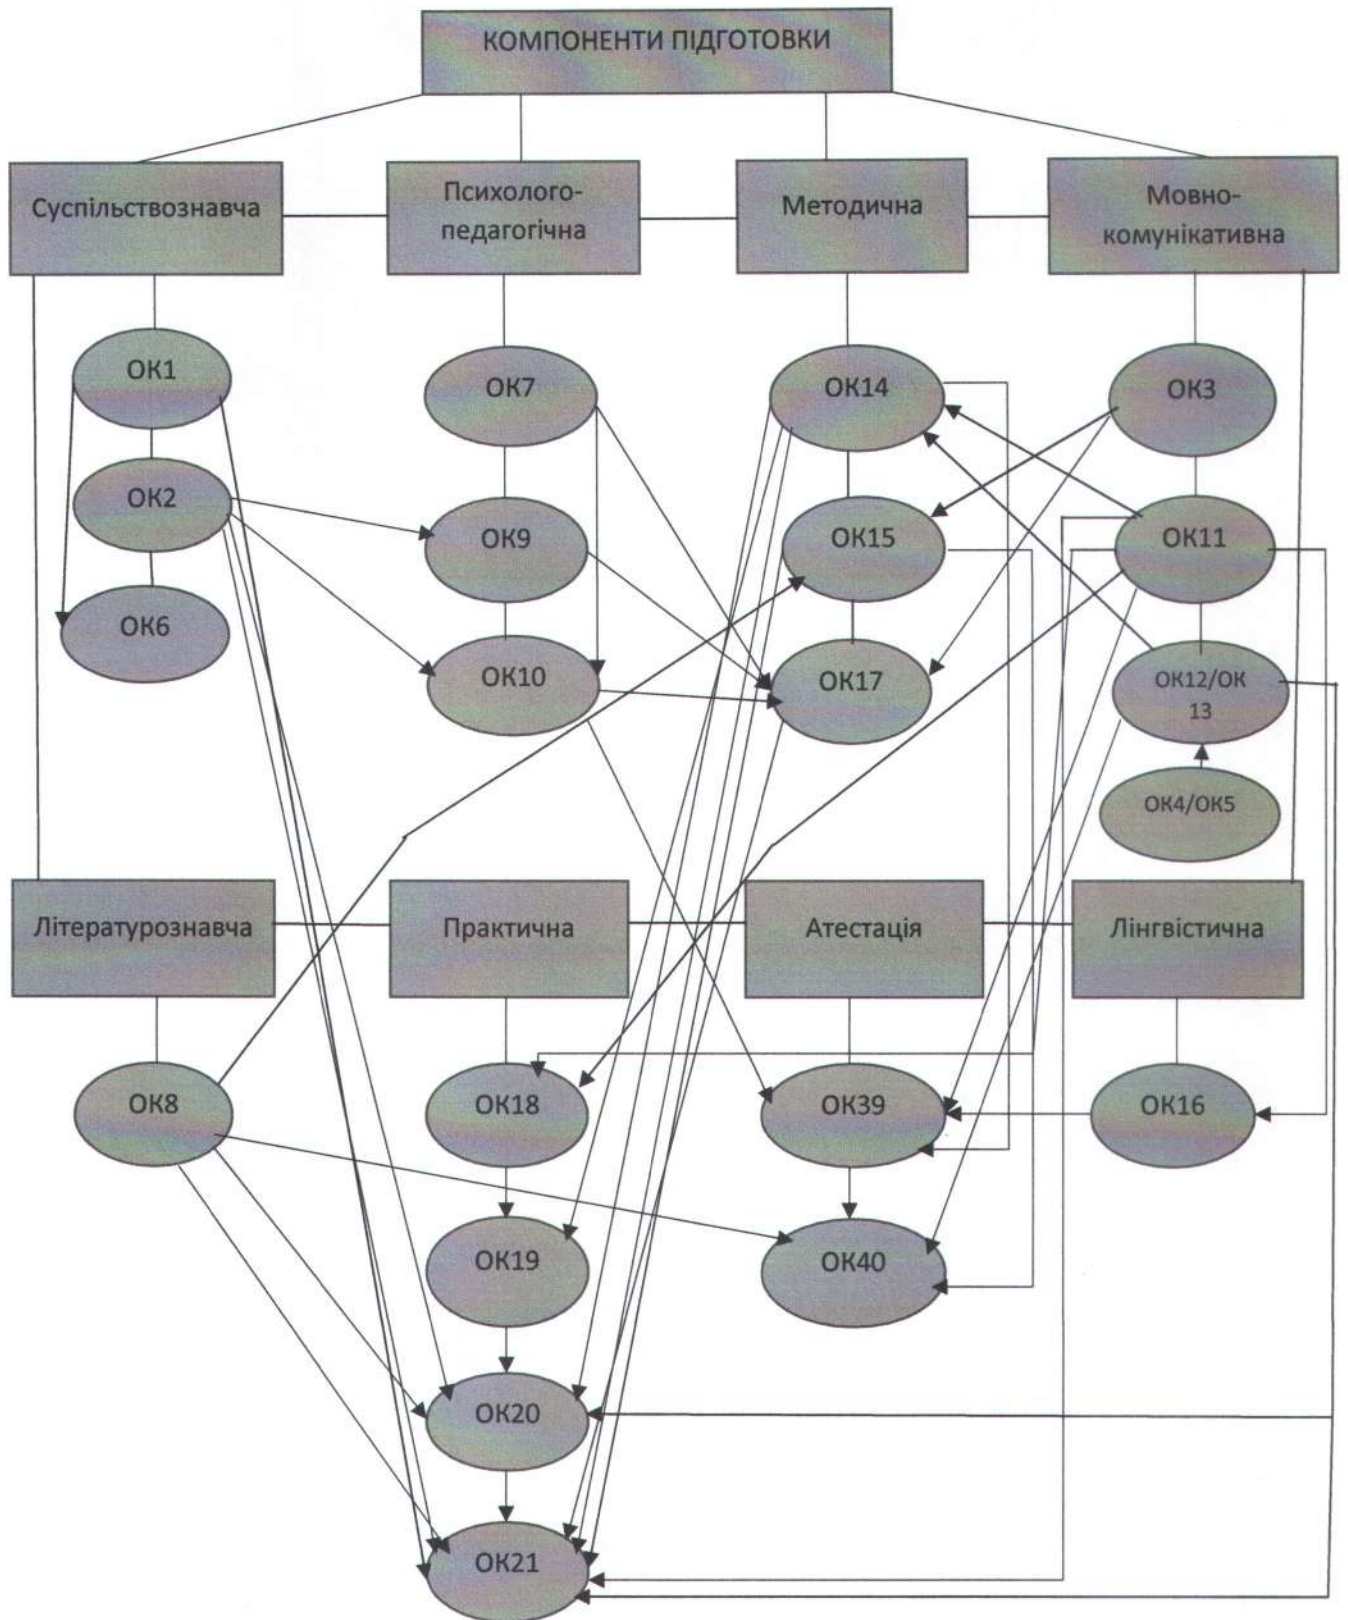 КОМПОНЕНТИ ПІДГОТОВКИ
Суспільствознавча
Психолого-
педагогічна
Методична
Мовно-
комунікативна
ОК1
ОК7
ОК14
ОК3
ОК2
ОК9
ОК15
ОК11
ОК6
ОК10
ОК17
ОК12/ОК
13
ОК4/ОК5
Літературознавча
Практична
Атестація
Лінгвістична
ОК8
ОК18
ОК39
ОК16
ОК19
ОК40
ОК20
ОК21